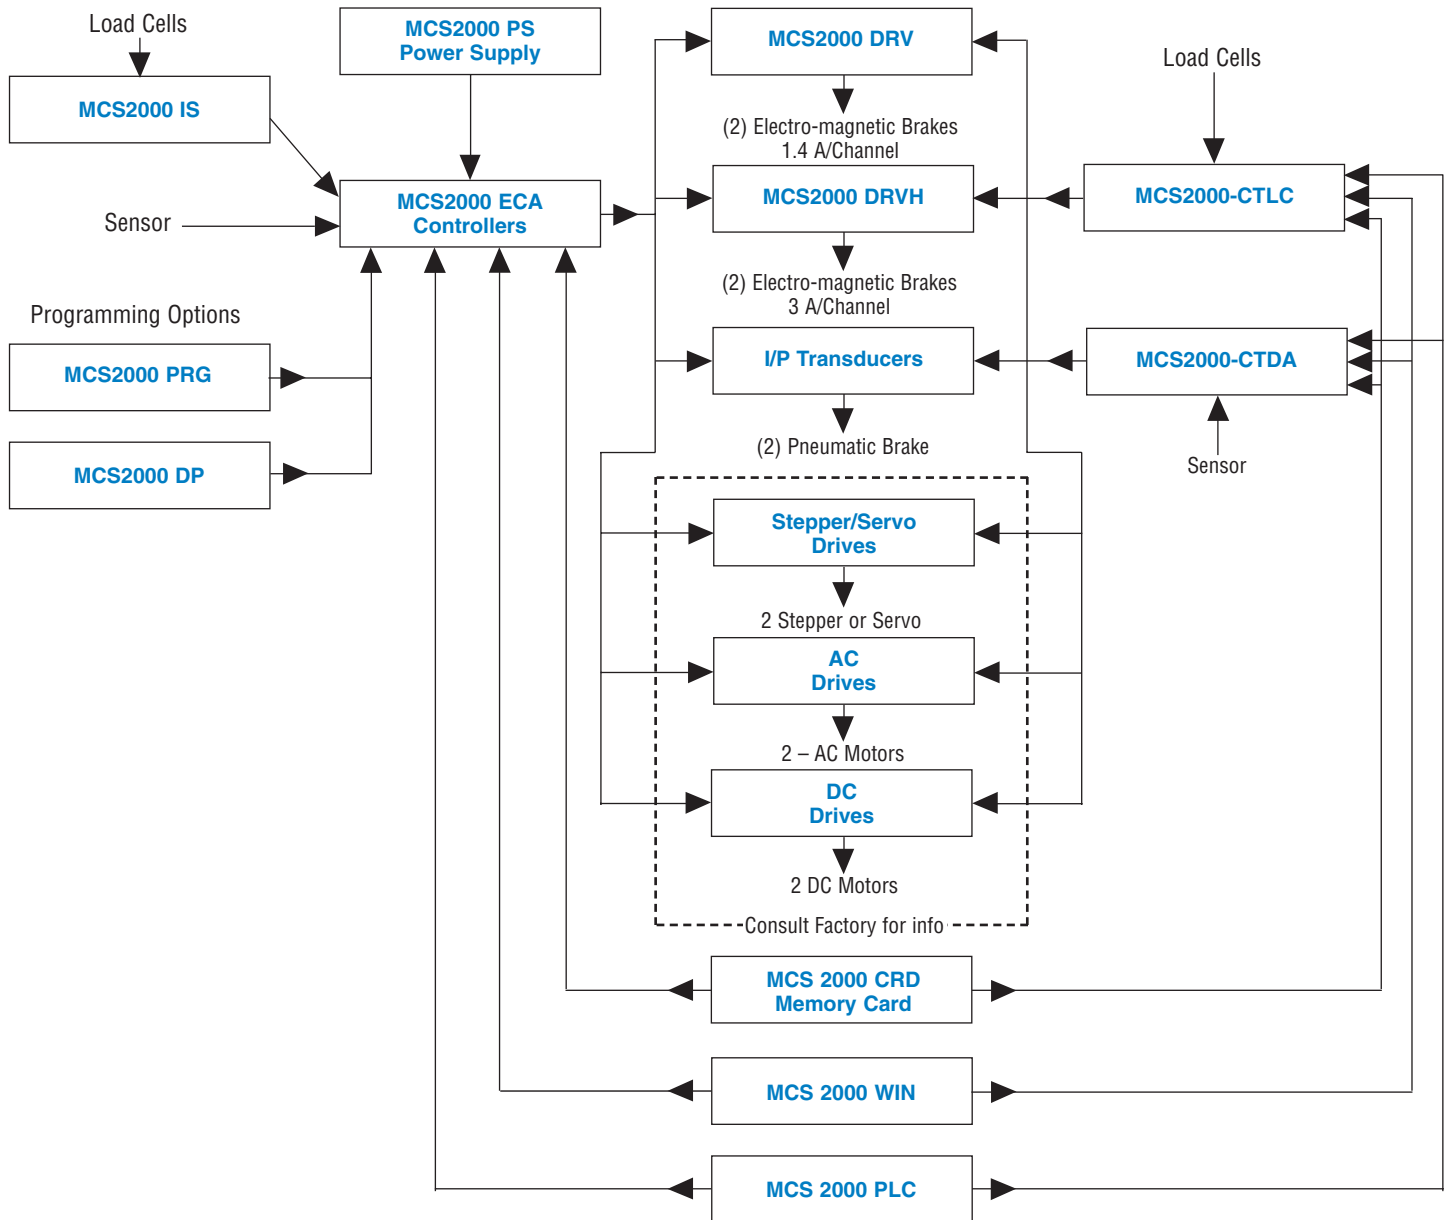 Load Cells
MCS2000 IS
MCS2000 PS
Power Supply
Sensor
MCS2000 ECA
Controllers
Programming Options
MCS2000 PRG
MCS2000 DP
MCS2000 DRV
(2) Electro-magnetic Brakes
1.4 A/Channel
MCS2000 DRVH
(2) Electro-magnetic Brakes
3 A/Channel
I/P Transducers
(2) Pneumatic Brake
Stepper/Servo
Drives
2 Stepper or Servo
AC
Drives
2 – AC Motors
DC
Drives
2 DC Motors
Consult Factory for info
MCS 2000 CRD
Memory Card
MCS 2000 WIN
MCS 2000 PLC
Load Cells
MCS2000-CTLC
MCS2000-CTDA
Sensor